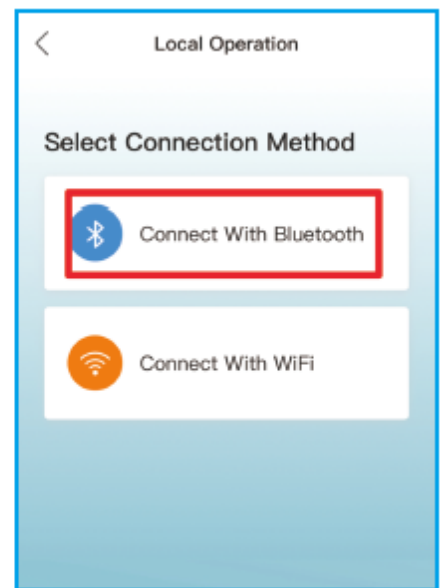 Local Operation
Select Connection Method
Connect With Bluetooth
Connect With WiFi